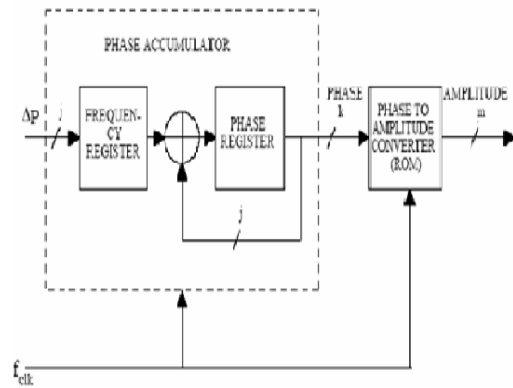 PHASE ACCUMULATOR
Δp
j
FREQUEN-
CY
REGISTER
PHASE
REGISTER
j
PHASE
k
PHASE TO
AMPLITUDE
CONVERTER
(ROM)
AMPLITUDE
m
fclk